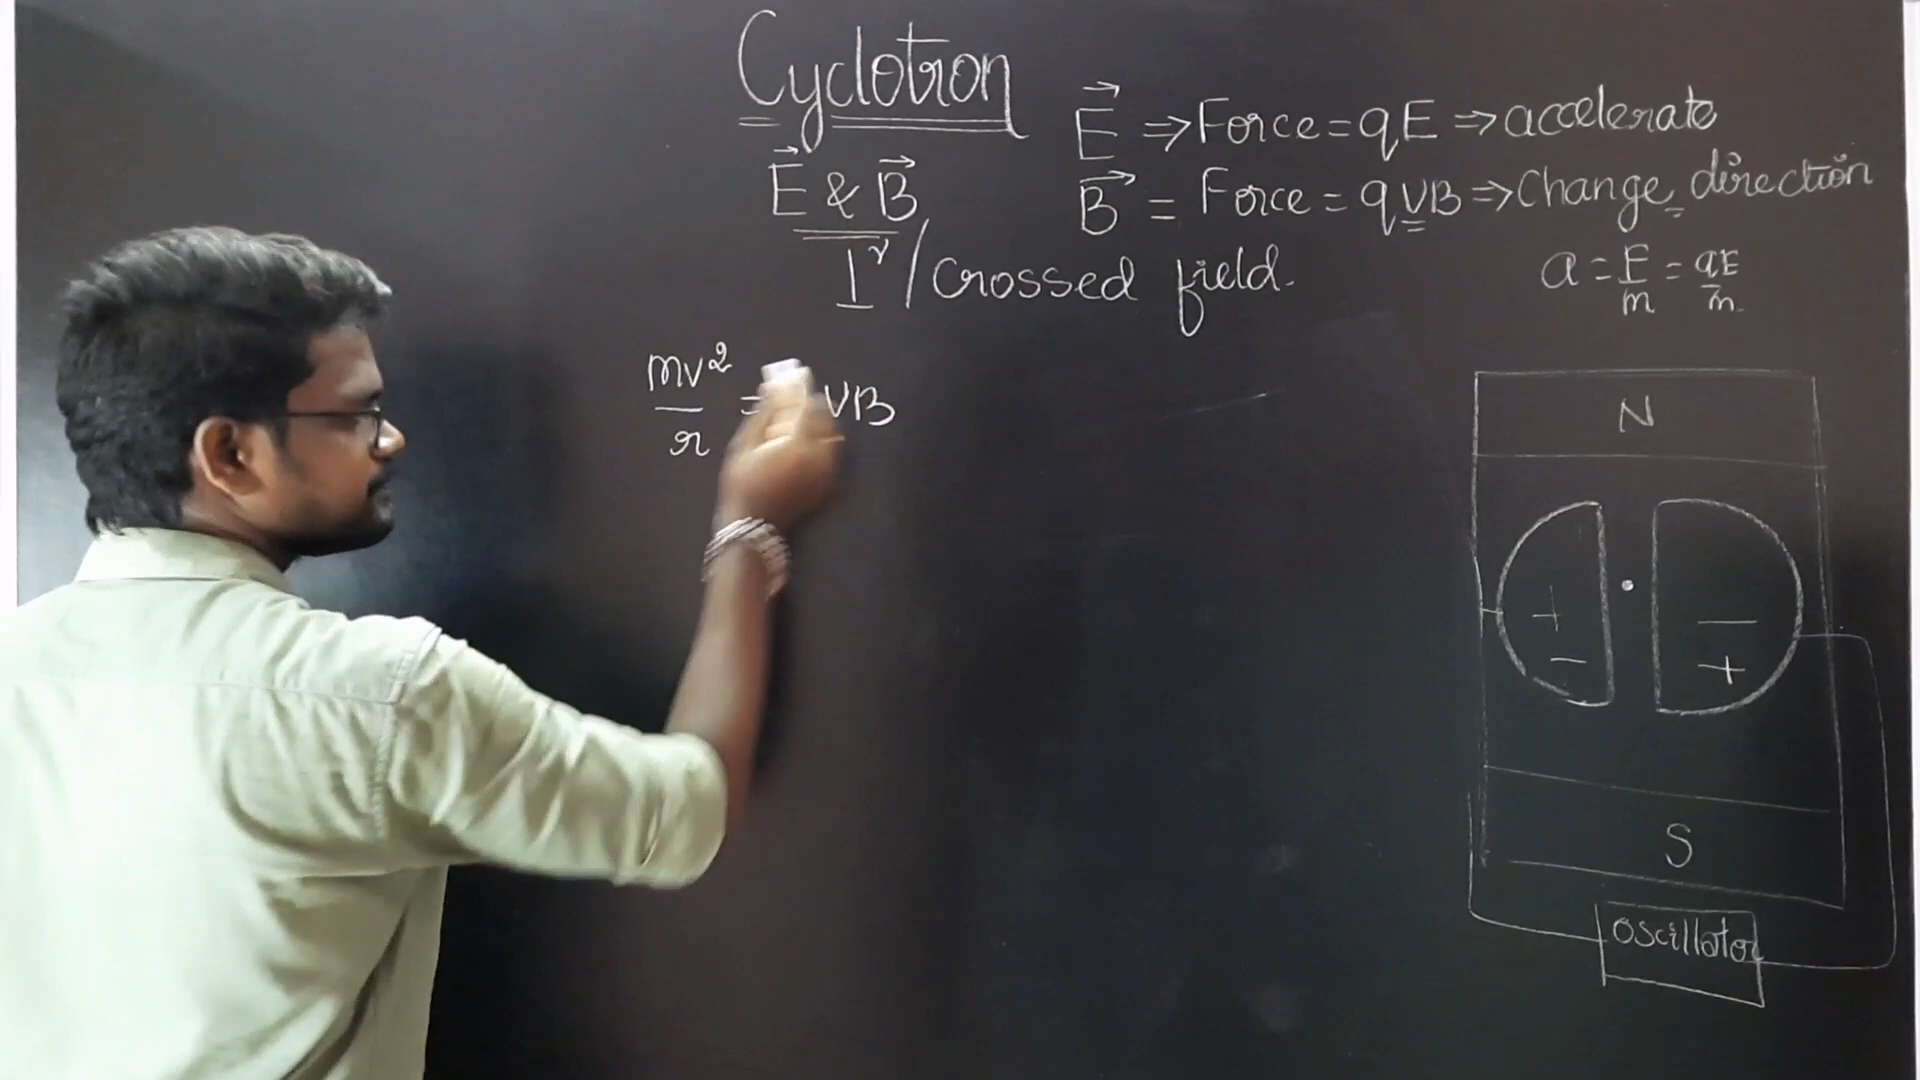 Cyclotron
E⃗ ⇒ Force = qE ⇒ accelerate
E⃗ & B⃗
B⃗ = Force = qVB ⇒ Change direction
⊥ʳ / Crossed field.
a = F/m = qE/m
mv²/r = VB
N
+ −
− +
S
oscillator